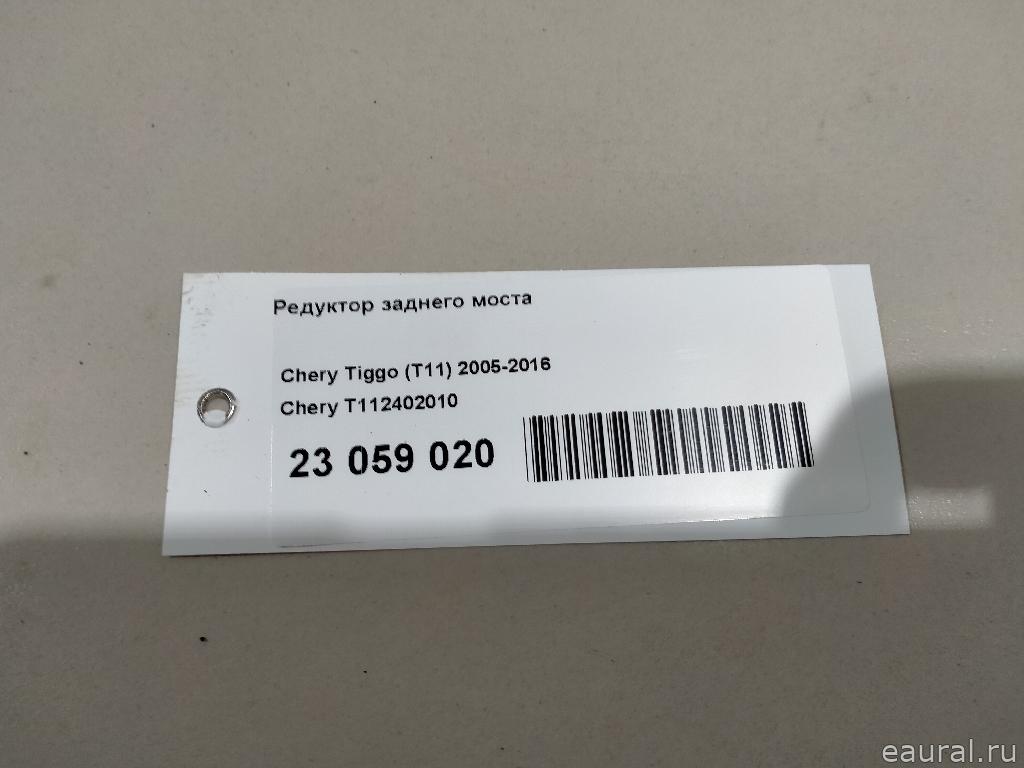 Редуктор заднего моста
Chery Tiggo (T11) 2005-2016
Chery T112402010
23 059 020
eaural.ru